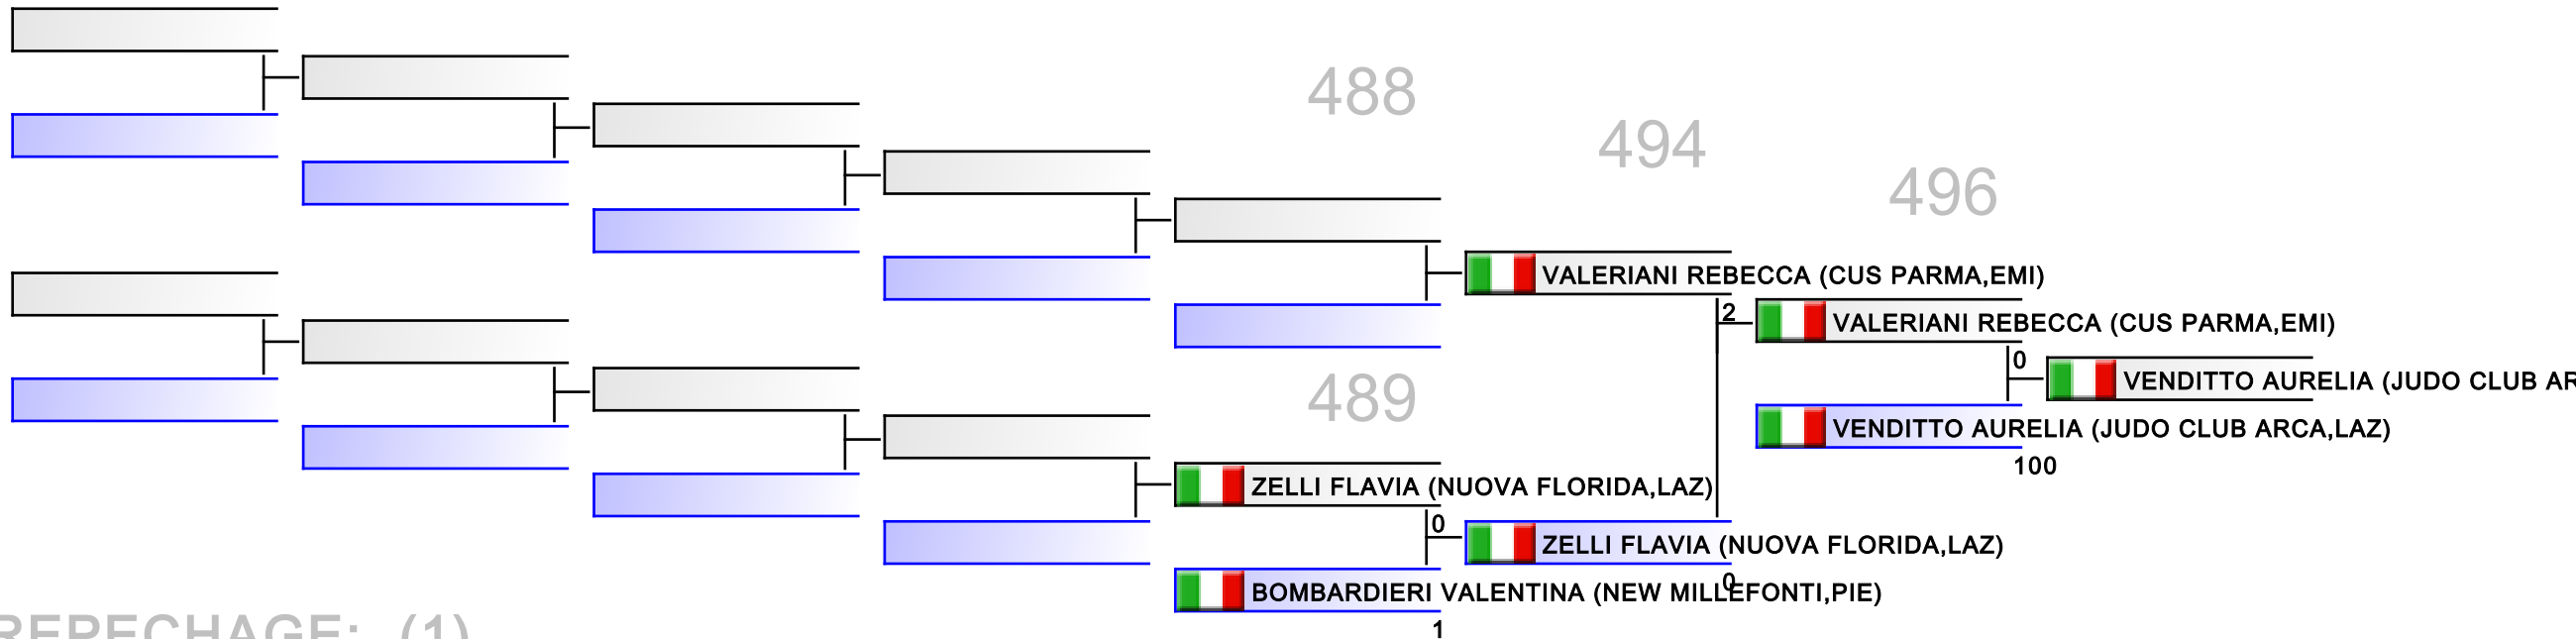 488
494
496
VALERIANI REBECCA (CUS PARMA,EMI)
2
VALERIANI REBECCA (CUS PARMA,EMI)
0
VENDITTO AURELIA (JUDO CLUB AR
489
VENDITTO AURELIA (JUDO CLUB ARCA,LAZ)
100
ZELLI FLAVIA (NUOVA FLORIDA,LAZ)
0
ZELLI FLAVIA (NUOVA FLORIDA,LAZ)
0
BOMBARDIERI VALENTINA (NEW MILLEFONTI,PIE)
1
REPECHAGE: (1)